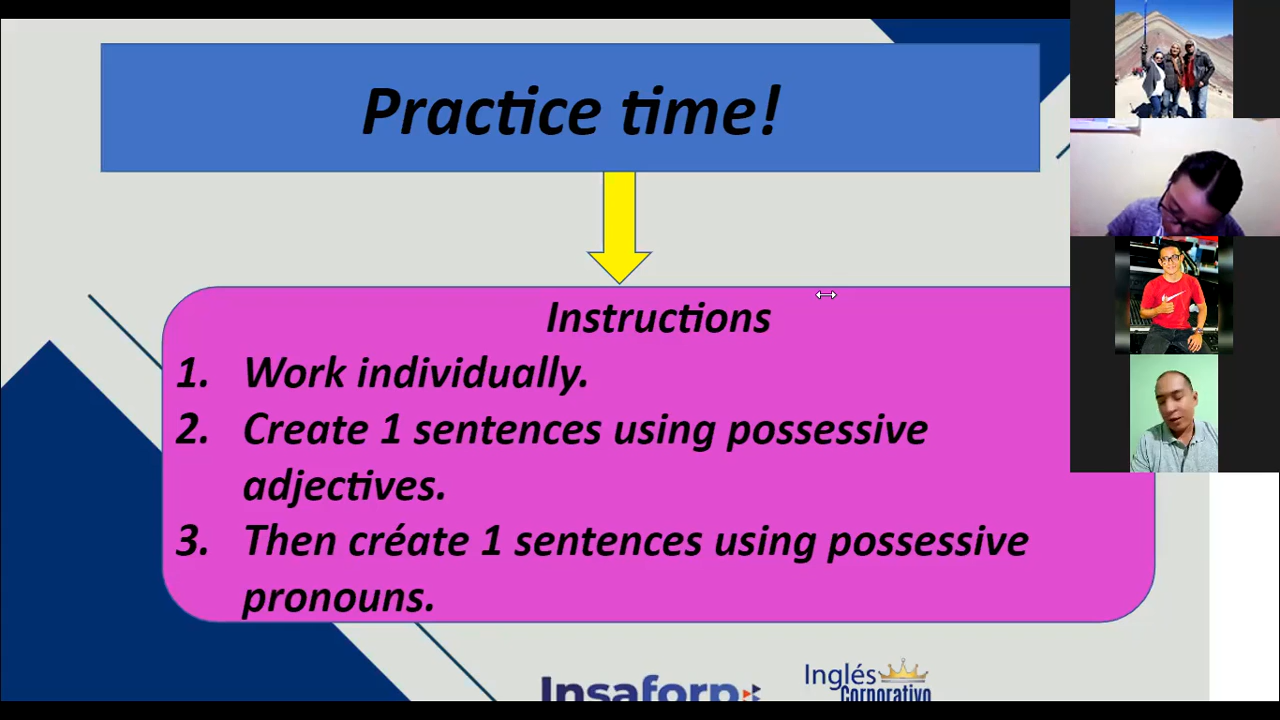 Practice time!
Instructions
1. Work individually.
2. Create 1 sentences using possessive
adjectives.
3. Then créate 1 sentences using possessive
pronouns.
Insaforp
Inglés
Corporativo